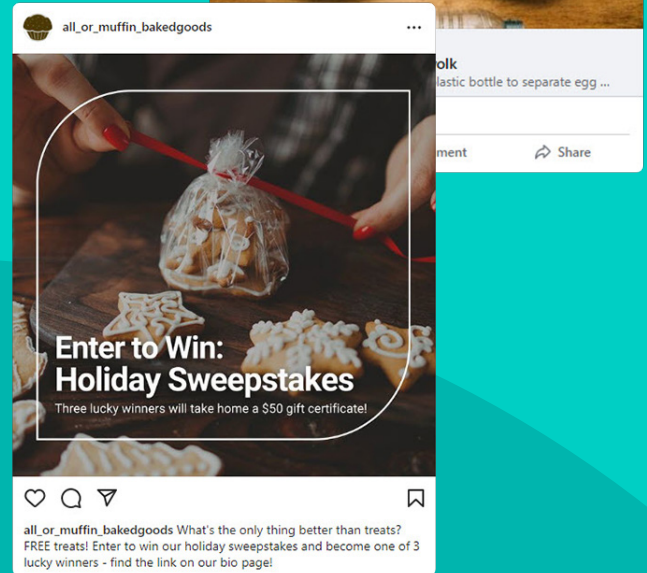 all_or_muffin_bakedgoods
Enter to Win:
Holiday Sweepstakes
Three lucky winners will take home a $50 gift certificate!
all_or_muffin_bakedgoods What's the only thing better than treats?
FREE treats! Enter to win our holiday sweepstakes and become one of 3
lucky winners - find the link on our bio page!
olk
lastic bottle to separate egg ...
ment
Share